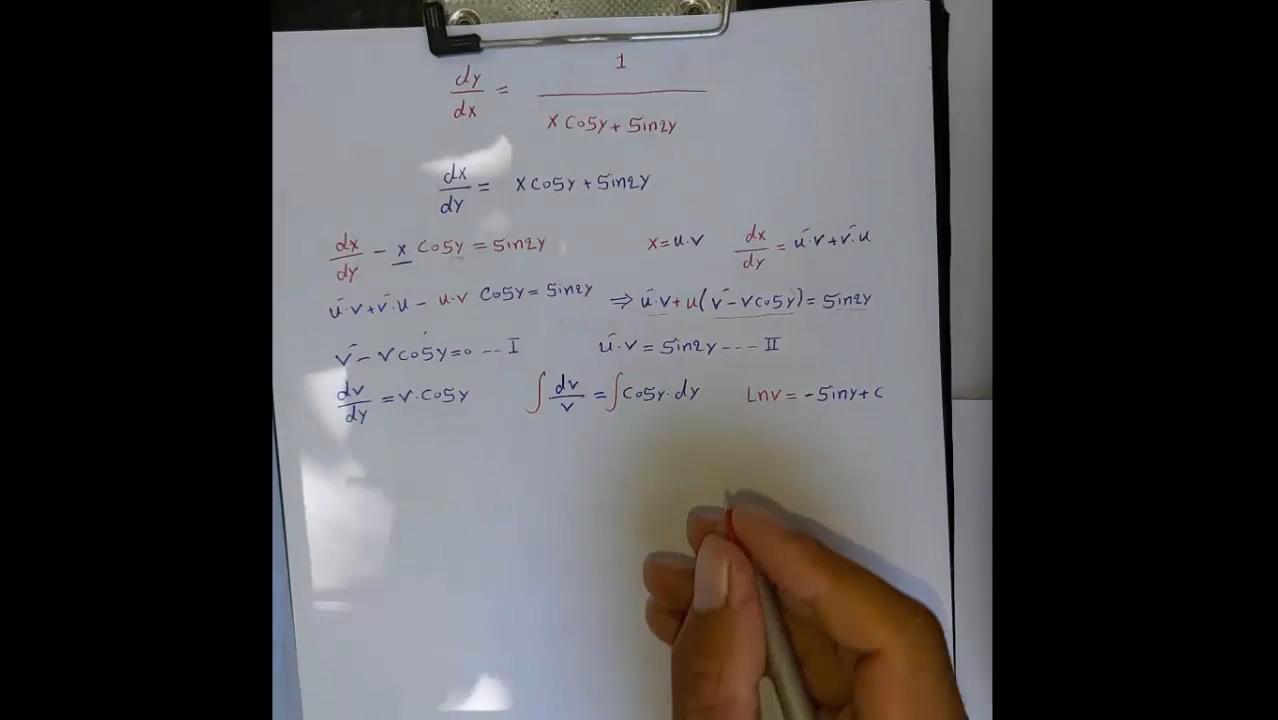 dy/dx = 1/(x Cos y + Sin2y)
dx/dy = x Cosy + Sin2y
dx/dy - x Cosy = Sin2y x = u·v dx/dy = u̅·v + v̅·u
u̅·v + v̅·u - u·v Cosy = Sin2y ⇒ u̅·v + u(v̅ - v Cosy) = Sin2y
v̅ - v Cosy = 0 --- I u̅·v = Sin2y --- II
dv/dy = v·Cosy ∫ dv/v = ∫ Cosy·dy Lnv = -Siny + C